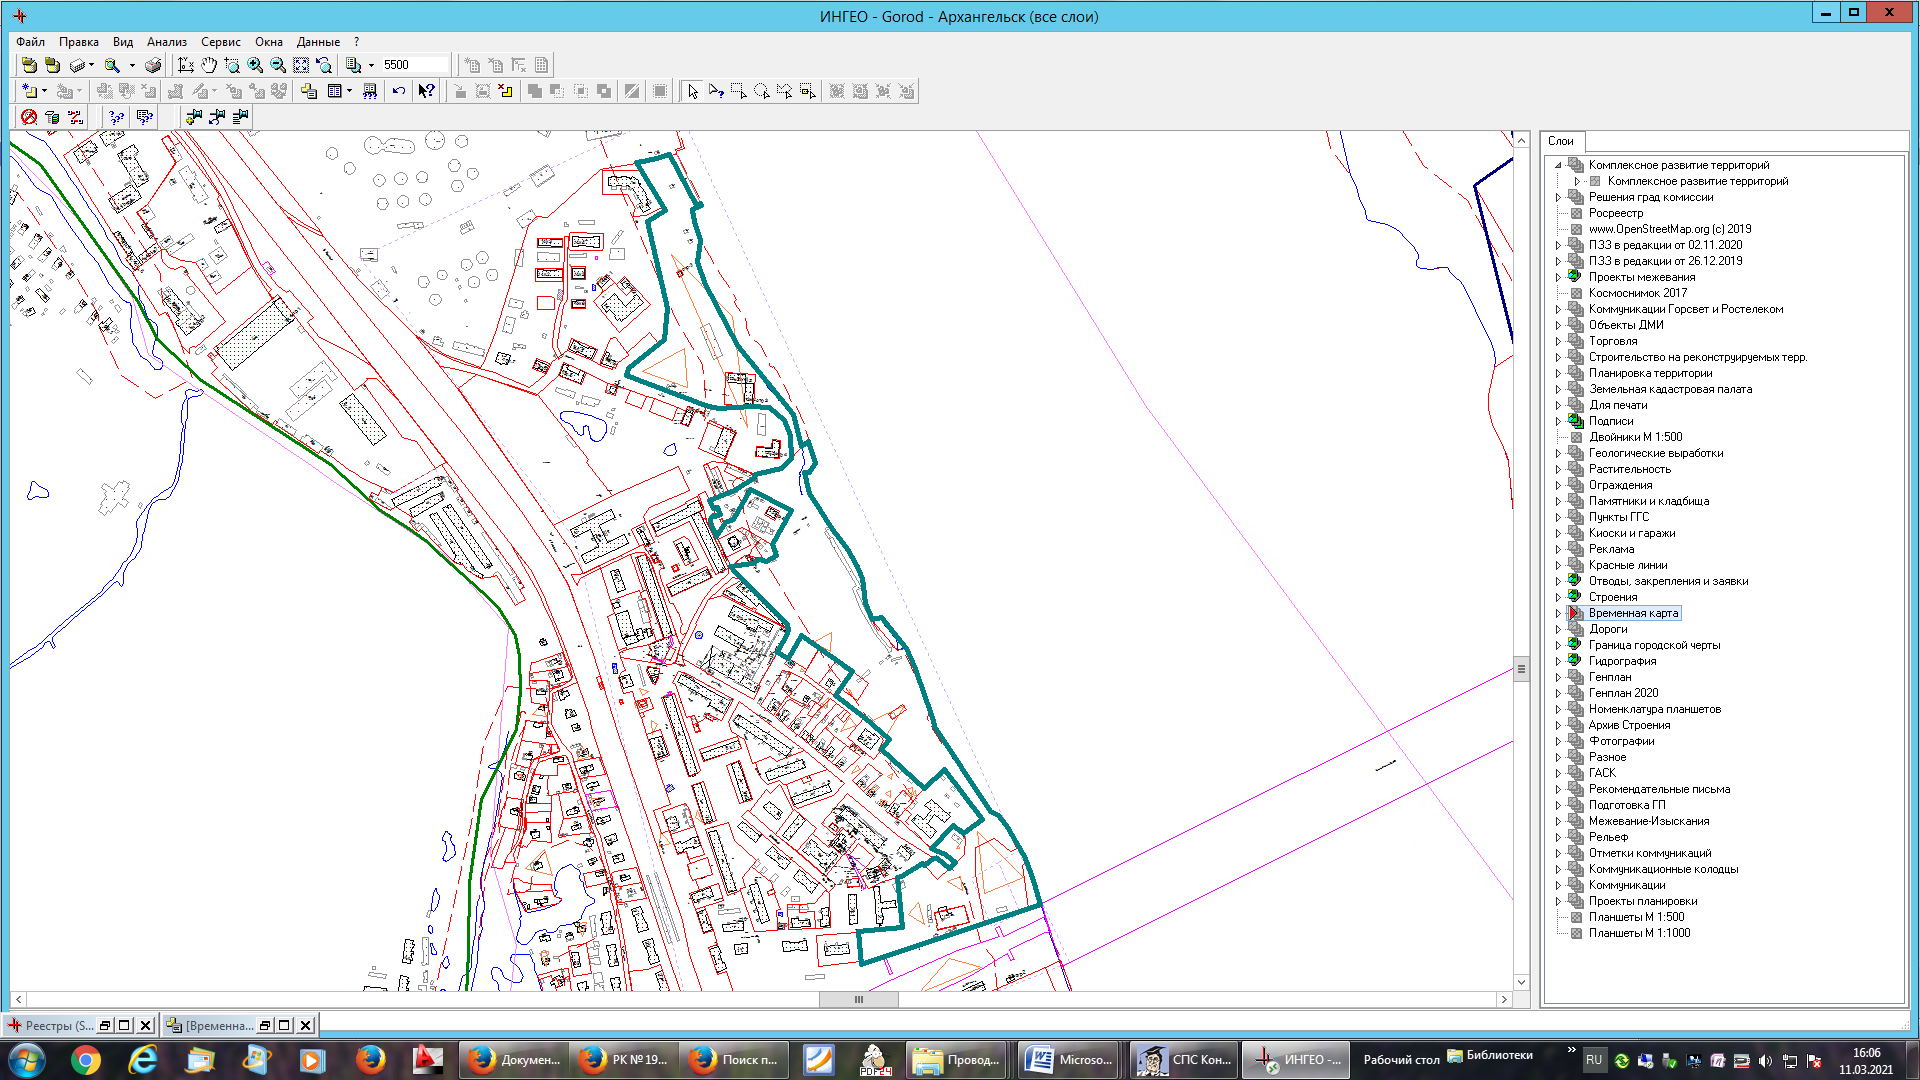 ИНГЕО - Gorod - Архангельск (все слои)
Файл Правка Вид Анализ Сервис Окна Данные ?
5500
Слои
Комплексное развитие территорий
Комплексное развитие территорий
Решения град комиссии
Росреестр
www.OpenStreetMap.org (c) 2019
ПЗЗ в редакции от 02.11.2020
ПЗЗ в редакции от 26.12.2019
Проекты межевания
Космоснимок 2017
Коммуникации Горсвет и Ростелеком
Объекты ДМИ
Торговля
Строительство на реконструируемых терр.
Планировка территории
Земельная кадастровая палата
Для печати
Подписи
Двойники М 1:500
Геологические выработки
Растительность
Ограждения
Памятники и кладбища
Пункты ГГС
Киоски и гаражи
Реклама
Красные линии
Отводы, закрепления и заявки
Строения
Временная карта
Дороги
Граница городской черты
Гидрография
Генплан
Генплан 2020
Номенклатура планшетов
Архив Строения
Фотографии
Разное
ГАСК
Рекомендательные письма
Подготовка ГП
Межевание-Изыскания
Рельеф
Отметки коммуникаций
Коммуникационные колодцы
Коммуникации
Проекты планировки
Планшеты М 1:500
Планшеты М 1:1000
Реестры (S... [Временна...
Докумен... РК № 19... Поиск п... PDF24 Провод... Microso... СПС Кон... ИНГЕО -... Рабочий стол Библиотеки » RU 16:06
11.03.2021